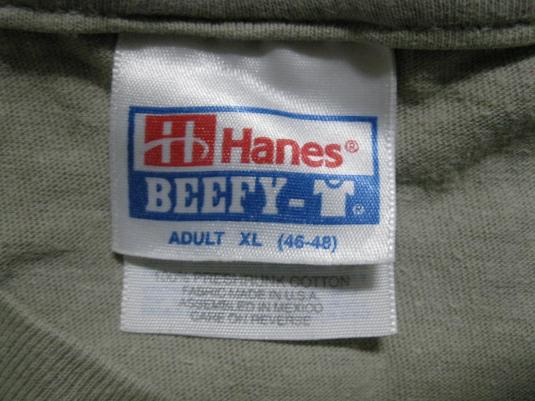 Hanes®
BEEFY-T®
ADULT XL (46-48)
100% PRESHRUNK COTTON
FABRIC MADE IN U.S.A.
ASSEMBLED IN MEXICO
CARE ON REVERSE